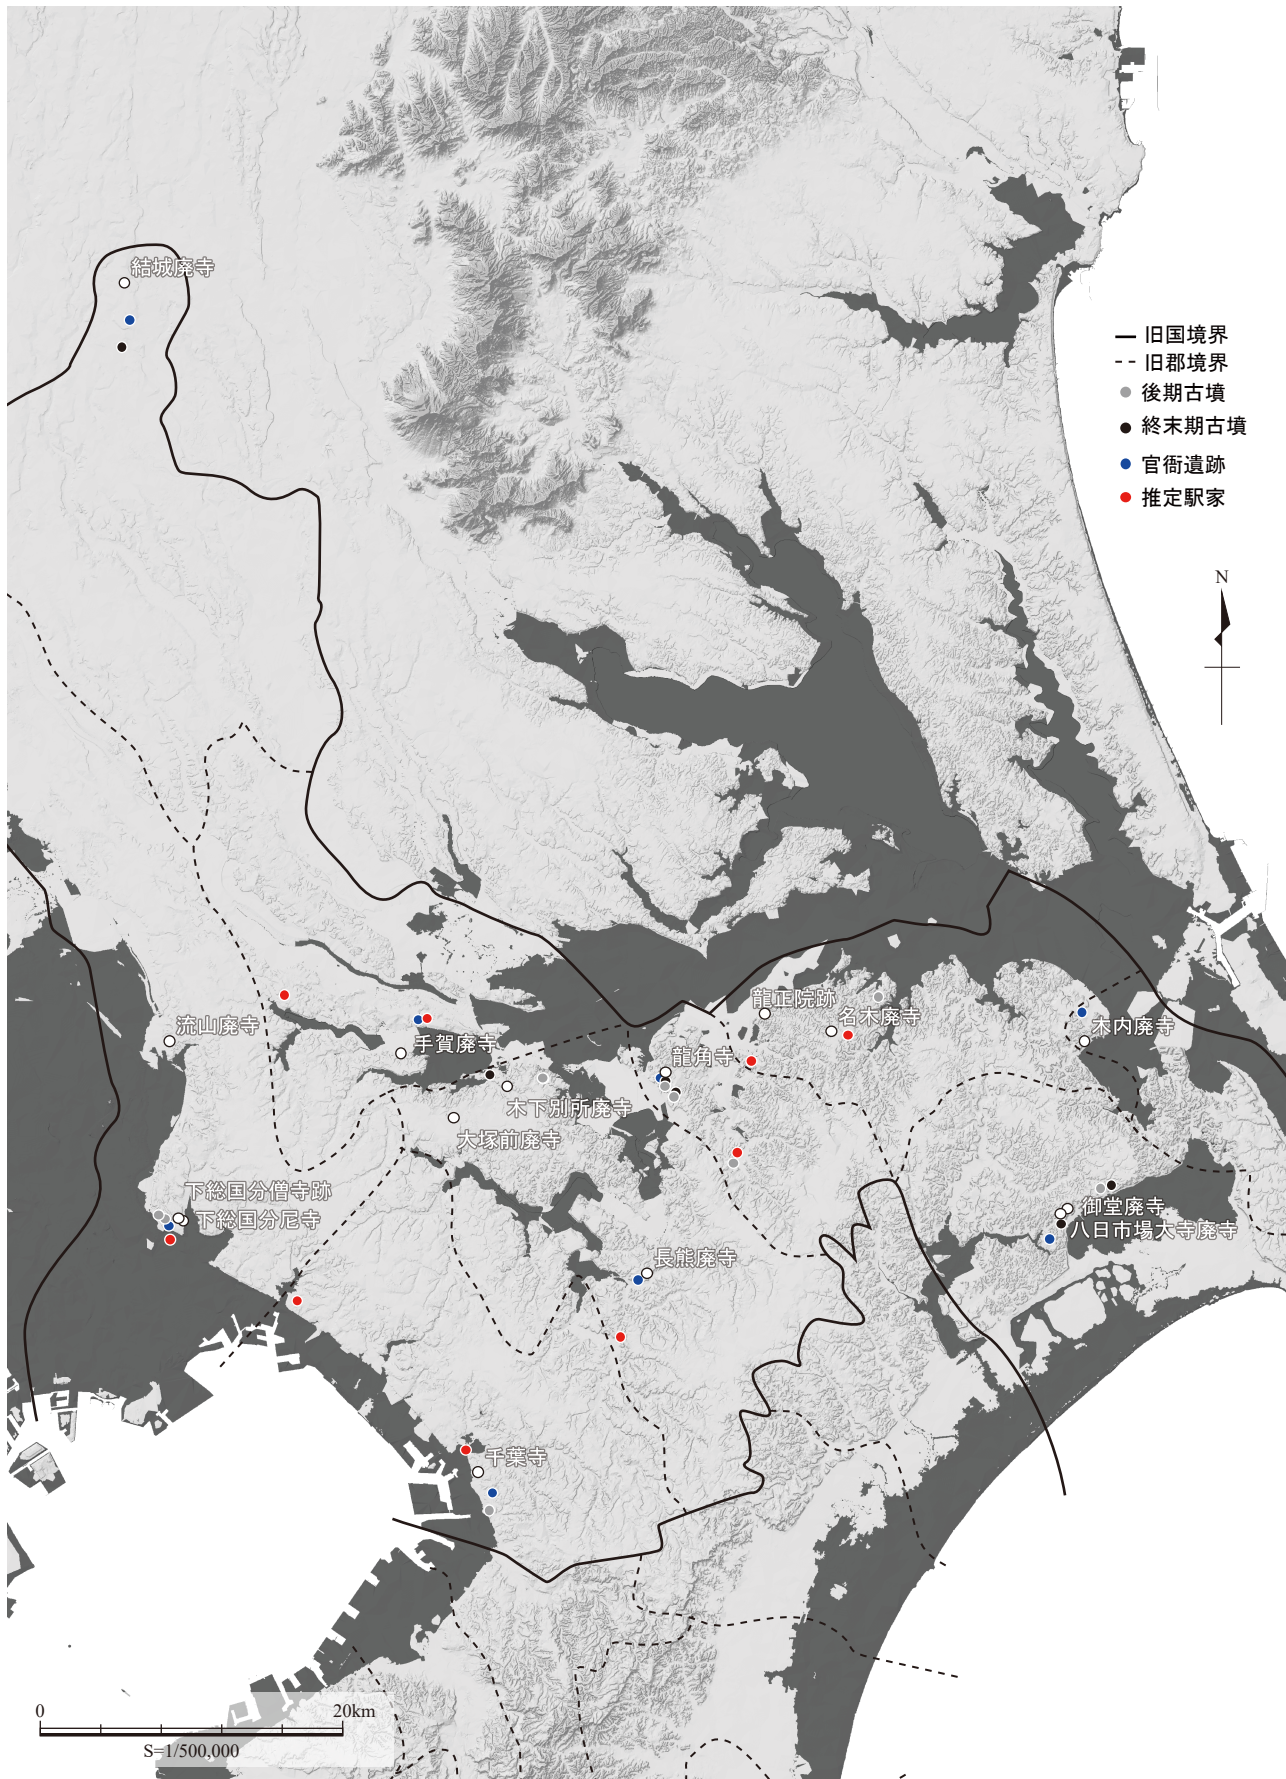 結城廃寺
旧国境界
旧郡境界
後期古墳
終末期古墳
官衙遺跡
推定駅家
N
龍正院跡
名木廃寺
流山廃寺
手賀廃寺
木内廃寺
龍角寺
木下別所廃寺
大塚前廃寺
下総国分僧寺跡
下総国分尼寺
御堂廃寺
八日市場大寺廃寺
長熊廃寺
千葉寺
0 20km
S=1/500,000